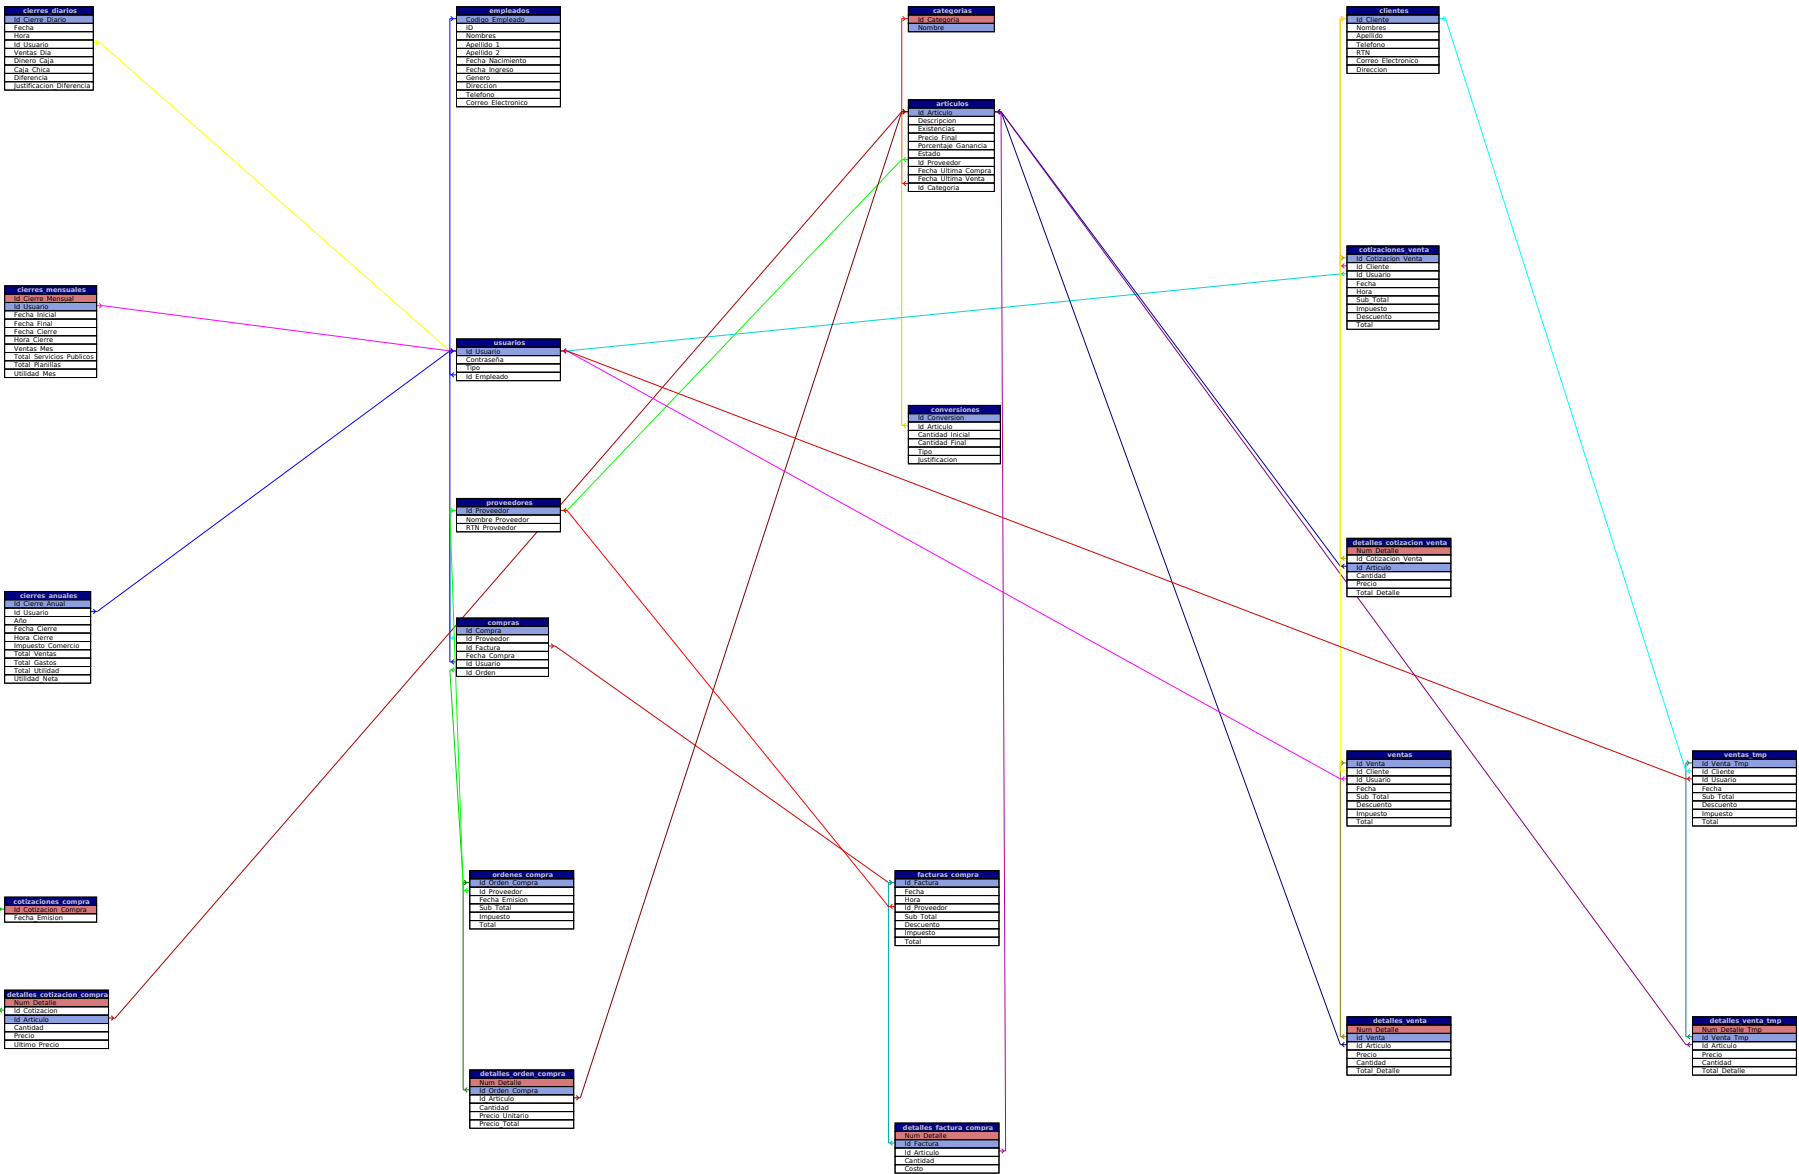 cierres_diarios
Id_Cierre_Diario
Fecha
Hora
Id_Usuario
Ventas_Dia
Dinero_Caja
Caja_Chica
Diferencia
Justificacion_Diferencia
empleados
Codigo_Empleado
ID
Nombres
Apellido_1
Apellido_2
Fecha_Nacimiento
Fecha_Ingreso
Genero
Direccion
Telefono
Correo_Electronico
categorias
Id_Categoria
Nombre
clientes
Id_Cliente
Nombres
Apellido
Telefono
RTN
Correo_Electronico
Direccion
articulos
Id_Articulo
Descripcion
Existencias
Precio_Final
Porcentaje_Ganancia
Estado
Id_Proveedor
Fecha_Ultima_Compra
Fecha_Ultima_Venta
Id_Categoria
cotizaciones_venta
Id_Cotizacion_Venta
Id_Cliente
Id_Usuario
Fecha
Hora
Sub_Total
Impuesto
Descuento
Total
cierres_mensuales
Id_Cierre_Mensual
Id_Usuario
Fecha_Inicial
Fecha_Final
Fecha_Cierre
Hora_Cierre
Ventas_Mes
Total_Servicios_Publicos
Total_Planillas
Utilidad_Mes
usuarios
Id_Usuario
Contraseña
Tipo
Id_Empleado
conversiones
Id_Conversion
Id_Articulo
Cantidad_Inicial
Cantidad_Final
Tipo
Justificacion
proveedores
Id_Proveedor
Nombre_Proveedor
RTN_Proveedor
detalles_cotizacion_venta
Num_Detalle
Id_Cotizacion_Venta
Id_Articulo
Cantidad
Precio
Total_Detalle
cierres_anuales
Id_Cierre_Anual
Id_Usuario
Año
Fecha_Cierre
Hora_Cierre
Impuesto_Comercio
Total_Ventas
Total_Gastos
Total_Utilidad
Utilidad_Neta
compras
Id_Compra
Id_Proveedor
Id_Factura
Fecha_Compra
Id_Usuario
Id_Orden
ventas
Id_Venta
Id_Cliente
Id_Usuario
Fecha
Sub_Total
Descuento
Impuesto
Total
ventas_tmp
Id_Venta_Tmp
Id_Cliente
Id_Usuario
Fecha
Sub_Total
Descuento
Impuesto
Total
cotizaciones_compra
Id_Cotizacion_Compra
Fecha_Emision
ordenes_compra
Id_Orden_Compra
Id_Proveedor
Fecha_Emision
Sub_Total
Impuesto
Total
facturas_compra
Id_Factura
Fecha
Hora
Id_Proveedor
Sub_Total
Descuento
Impuesto
Total
detalles_cotizacion_compra
Num_Detalle
Id_Cotizacion
Id_Articulo
Cantidad
Precio
Ultimo_Precio
detalles_orden_compra
Num_Detalle
Id_Orden_Compra
Id_Articulo
Cantidad
Precio_Unitario
Precio_Total
detalles_factura_compra
Num_Detalle
Id_Factura
Id_Articulo
Cantidad
Costo
detalles_venta
Num_Detalle
Id_Venta
Id_Articulo
Precio
Cantidad
Total_Detalle
detalles_venta_tmp
Num_Detalle_Tmp
Id_Venta_Tmp
Id_Articulo
Precio
Cantidad
Total_Detalle